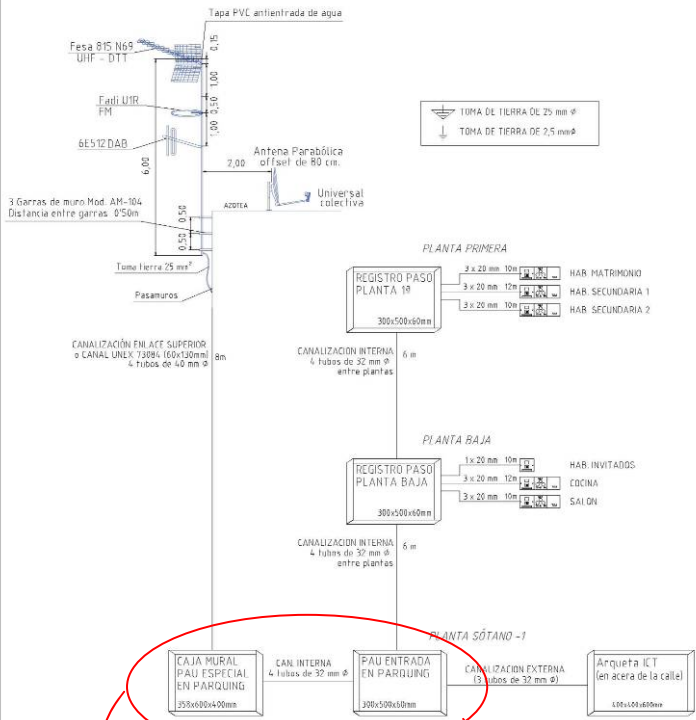 Tapa PVC antientrada de agua
Fesa 815 N69
UHF - DTT
0,15
1,00
Fadi U1R
FM
0,50
6E512DAB
1,00
6,00
TOMA DE TIERRA DE 25 mm Ø
TOMA DE TIERRA DE 2,5 mmØ
Antena Parabólica
offset de 80 cm.
2,00
Universal
colectiva
3 Garras de muro Mod. AM-104
Distancia entre garras 0'50m
AZOTEA
0,50
0,50
Toma tierra 25 mm²
Pasamuros
PLANTA PRIMERA
REGISTRO PASO
PLANTA 1ª
300x500x60mm
3 x 20 mm 10m
HAB. MATRIMONIO
3 x 20 mm 12m
HAB. SECUNDARIA 1
3 x 20 mm 10m
HAB. SECUNDARIA 2
CANALIZACIÓN ENLACE SUPERIOR
o CANAL UNEX 73084 (60x130mm)
4 tubos de 40 mm Ø
8m
CANALIZACION INTERNA
4 tubos de 32 mm Ø
entre plantas
6 m
PLANTA BAJA
REGISTRO PASO
PLANTA BAJA
300x500x60mm
1 x 20 mm 10m
HAB. INVITADOS
3 x 20 mm 12m
COCINA
3 x 20 mm 10m
SALON
CANALIZACION INTERNA
4 tubos de 32 mm Ø
entre plantas
6 m
PLANTA SÓTANO -1
CAJA MURAL
PAU ESPECIAL
EN PARQUING
358x600x400mm
CAN. INTERNA
4 tubos de 32 mm Ø
PAU ENTRADA
EN PARQUING
300x500x60mm
CANALIZACION EXTERNA
(3 tubos de 32 mm Ø)
Arqueta ICT
(en acera de la calle)
400x400x600mm